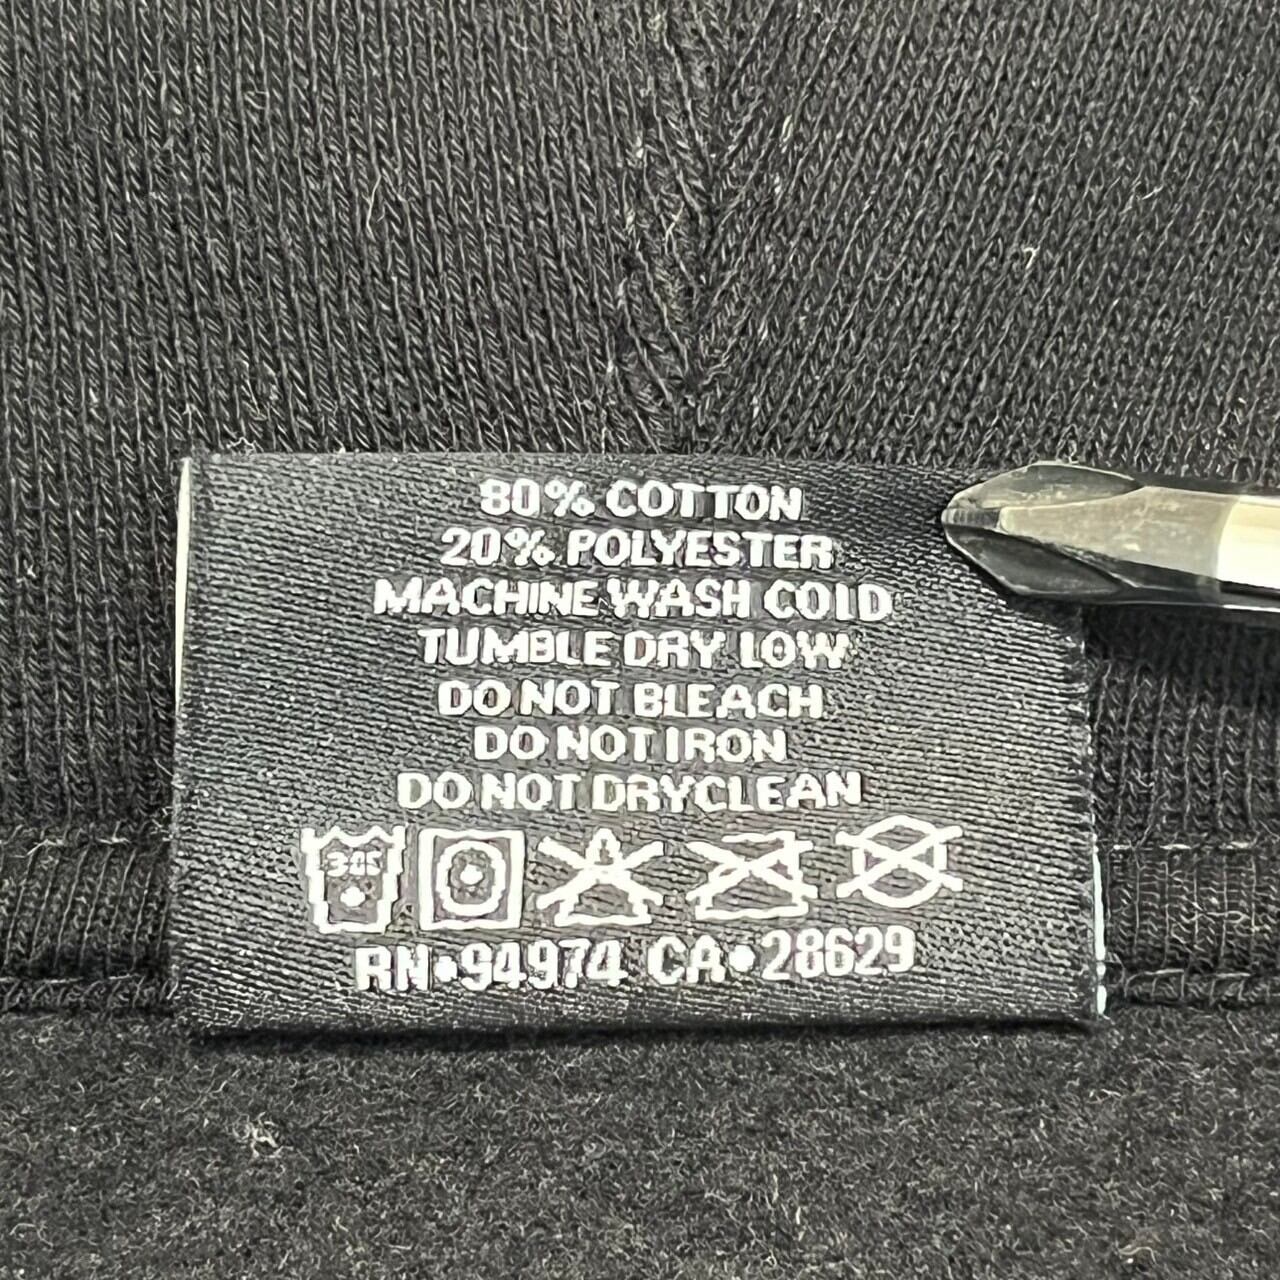 80% COTTON
20% POLYESTER
MACHINE WASH COLD
TUMBLE DRY LOW
DO NOT BLEACH
DO NOT IRON
DO NOT DRYCLEAN
RN•94974 CA•28629